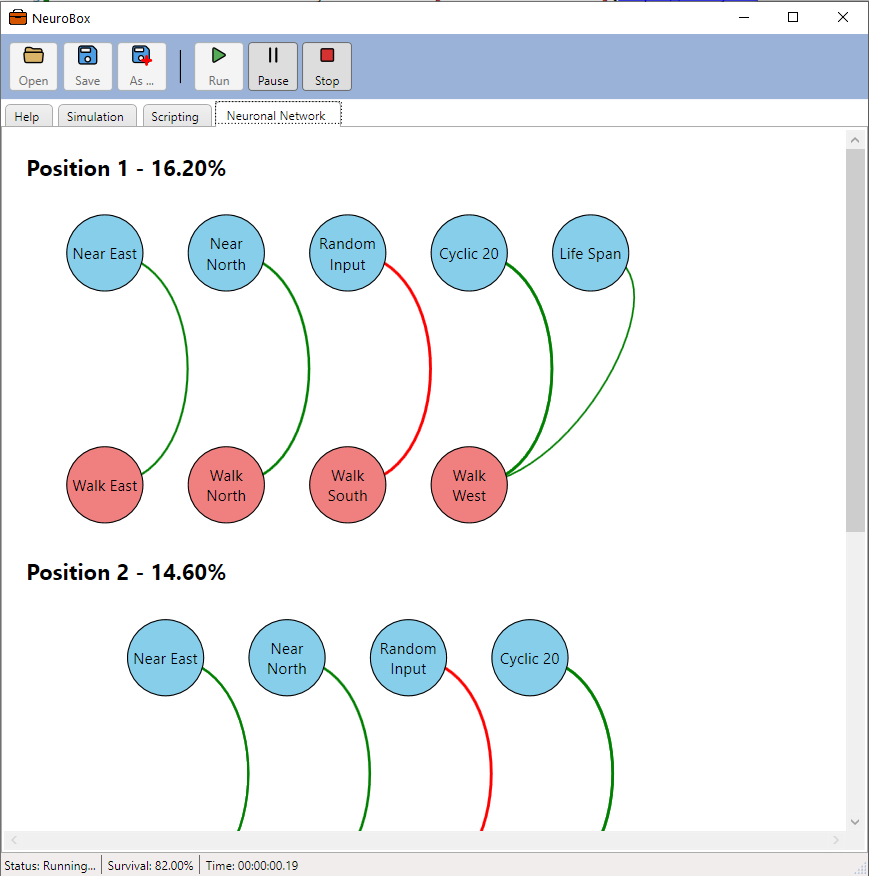 NeuroBox
Open Save As ... Run Pause Stop
Help Simulation Scripting Neuronal Network
Position 1 - 16.20%
Near East
Near
North
Random
Input
Cyclic 20
Life Span
Walk East
Walk
North
Walk
South
Walk
West
Position 2 - 14.60%
Near East
Near
North
Random
Input
Cyclic 20
Status: Running... Survival: 82.00% Time: 00:00:00.19